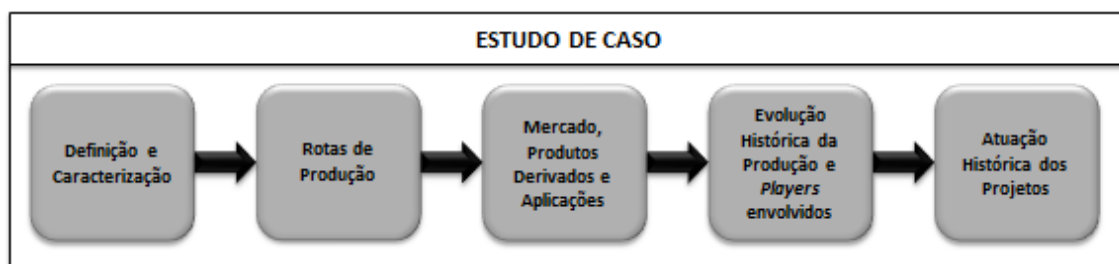 ESTUDO DE CASO
Definição e
Caracterização
Rotas de
Produção
Mercado,
Produtos
Derivados e
Aplicações
Evolução
Histórica da
Produção e
Players
envolvidos
Atuação
Histórica dos
Projetos